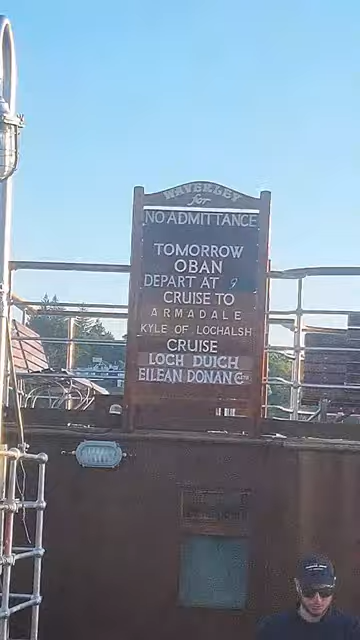 WAVERLEY
for
NO ADMITTANCE
TOMORROW
OBAN
DEPART AT 9
CRUISE TO
ARMADALE
KYLE OF LOCHALSH
CRUISE
LOCH DUICH
EILEAN DONAN